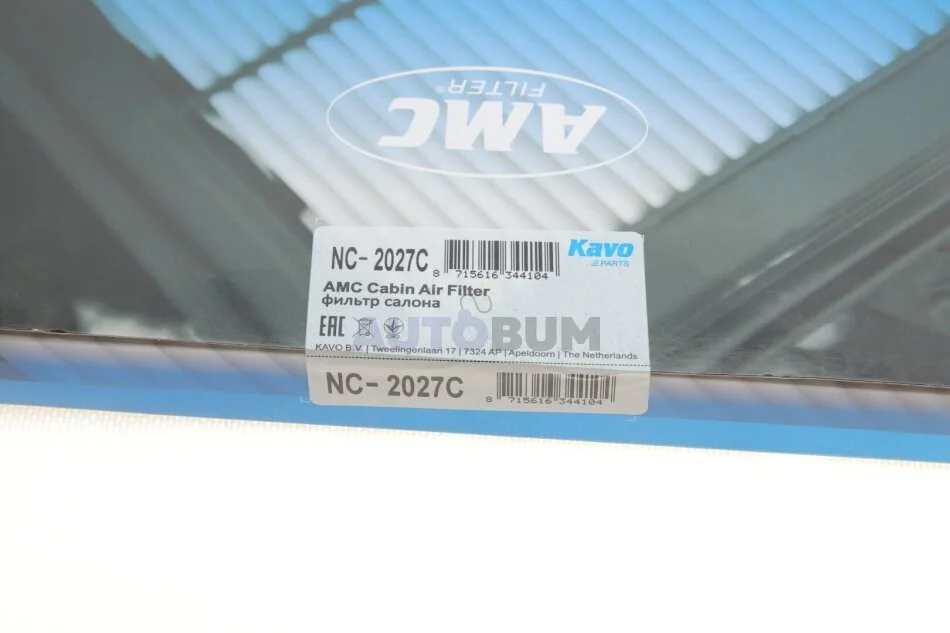 AMC
FILTER®
NC- 2027C
8 715616 344104
Kavo
PARTS
AMC Cabin Air Filter
фильтр салона
EAC
AUTOBUM
KAVO B.V. | Tweelingenlaan 17 | 7324 AP | Apeldoorn | The Netherlands
NC- 2027C
8 715616 344104